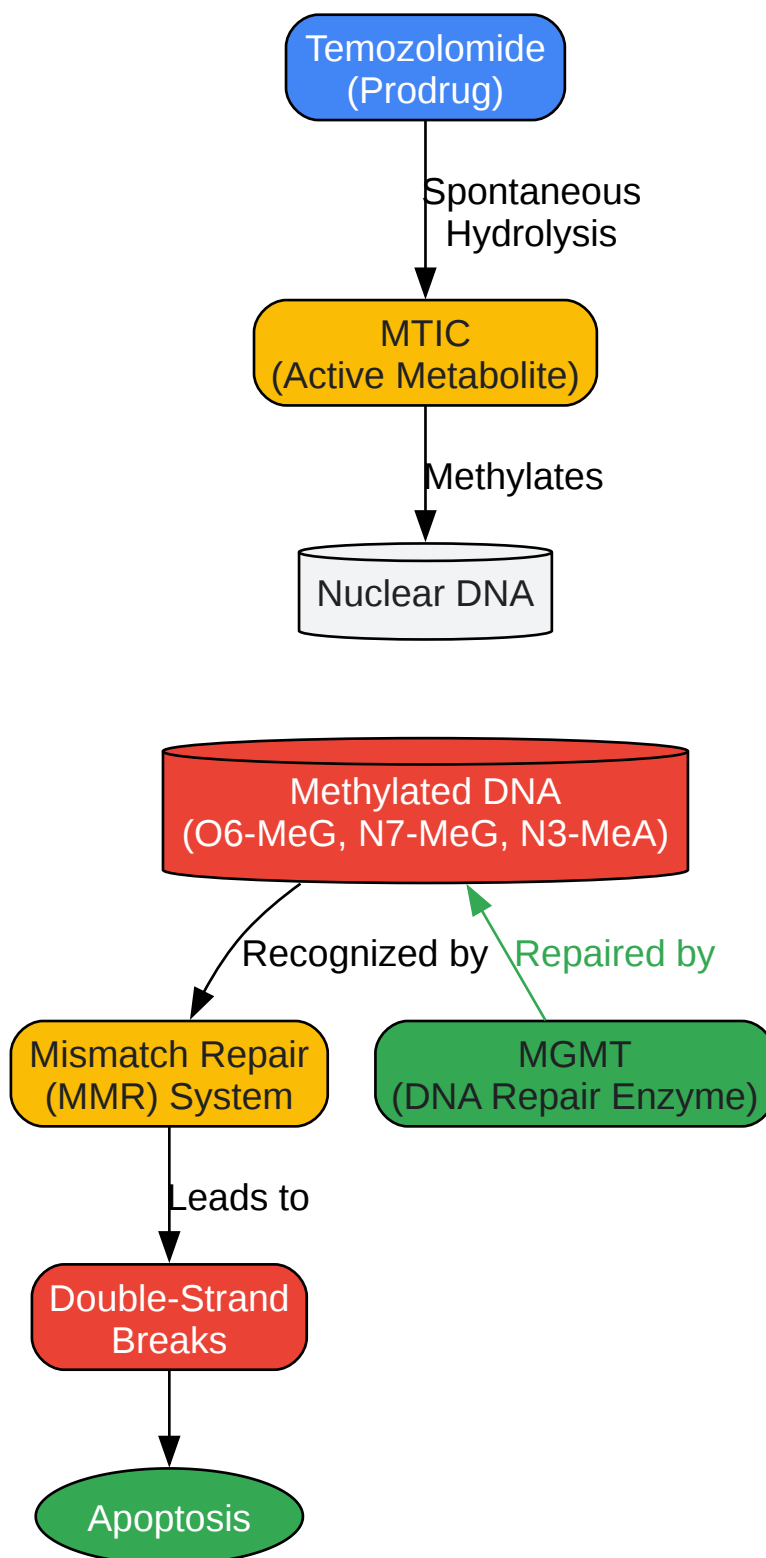 Temozolomide
(Prodrug)
Spontaneous
Hydrolysis
MTIC
(Active Metabolite)
Methylates
Nuclear DNA
Methylated DNA
(O6-MeG, N7-MeG, N3-MeA)
Recognized by
Repaired by
Mismatch Repair
(MMR) System
MGMT
(DNA Repair Enzyme)
Leads to
Double-Strand
Breaks
Apoptosis